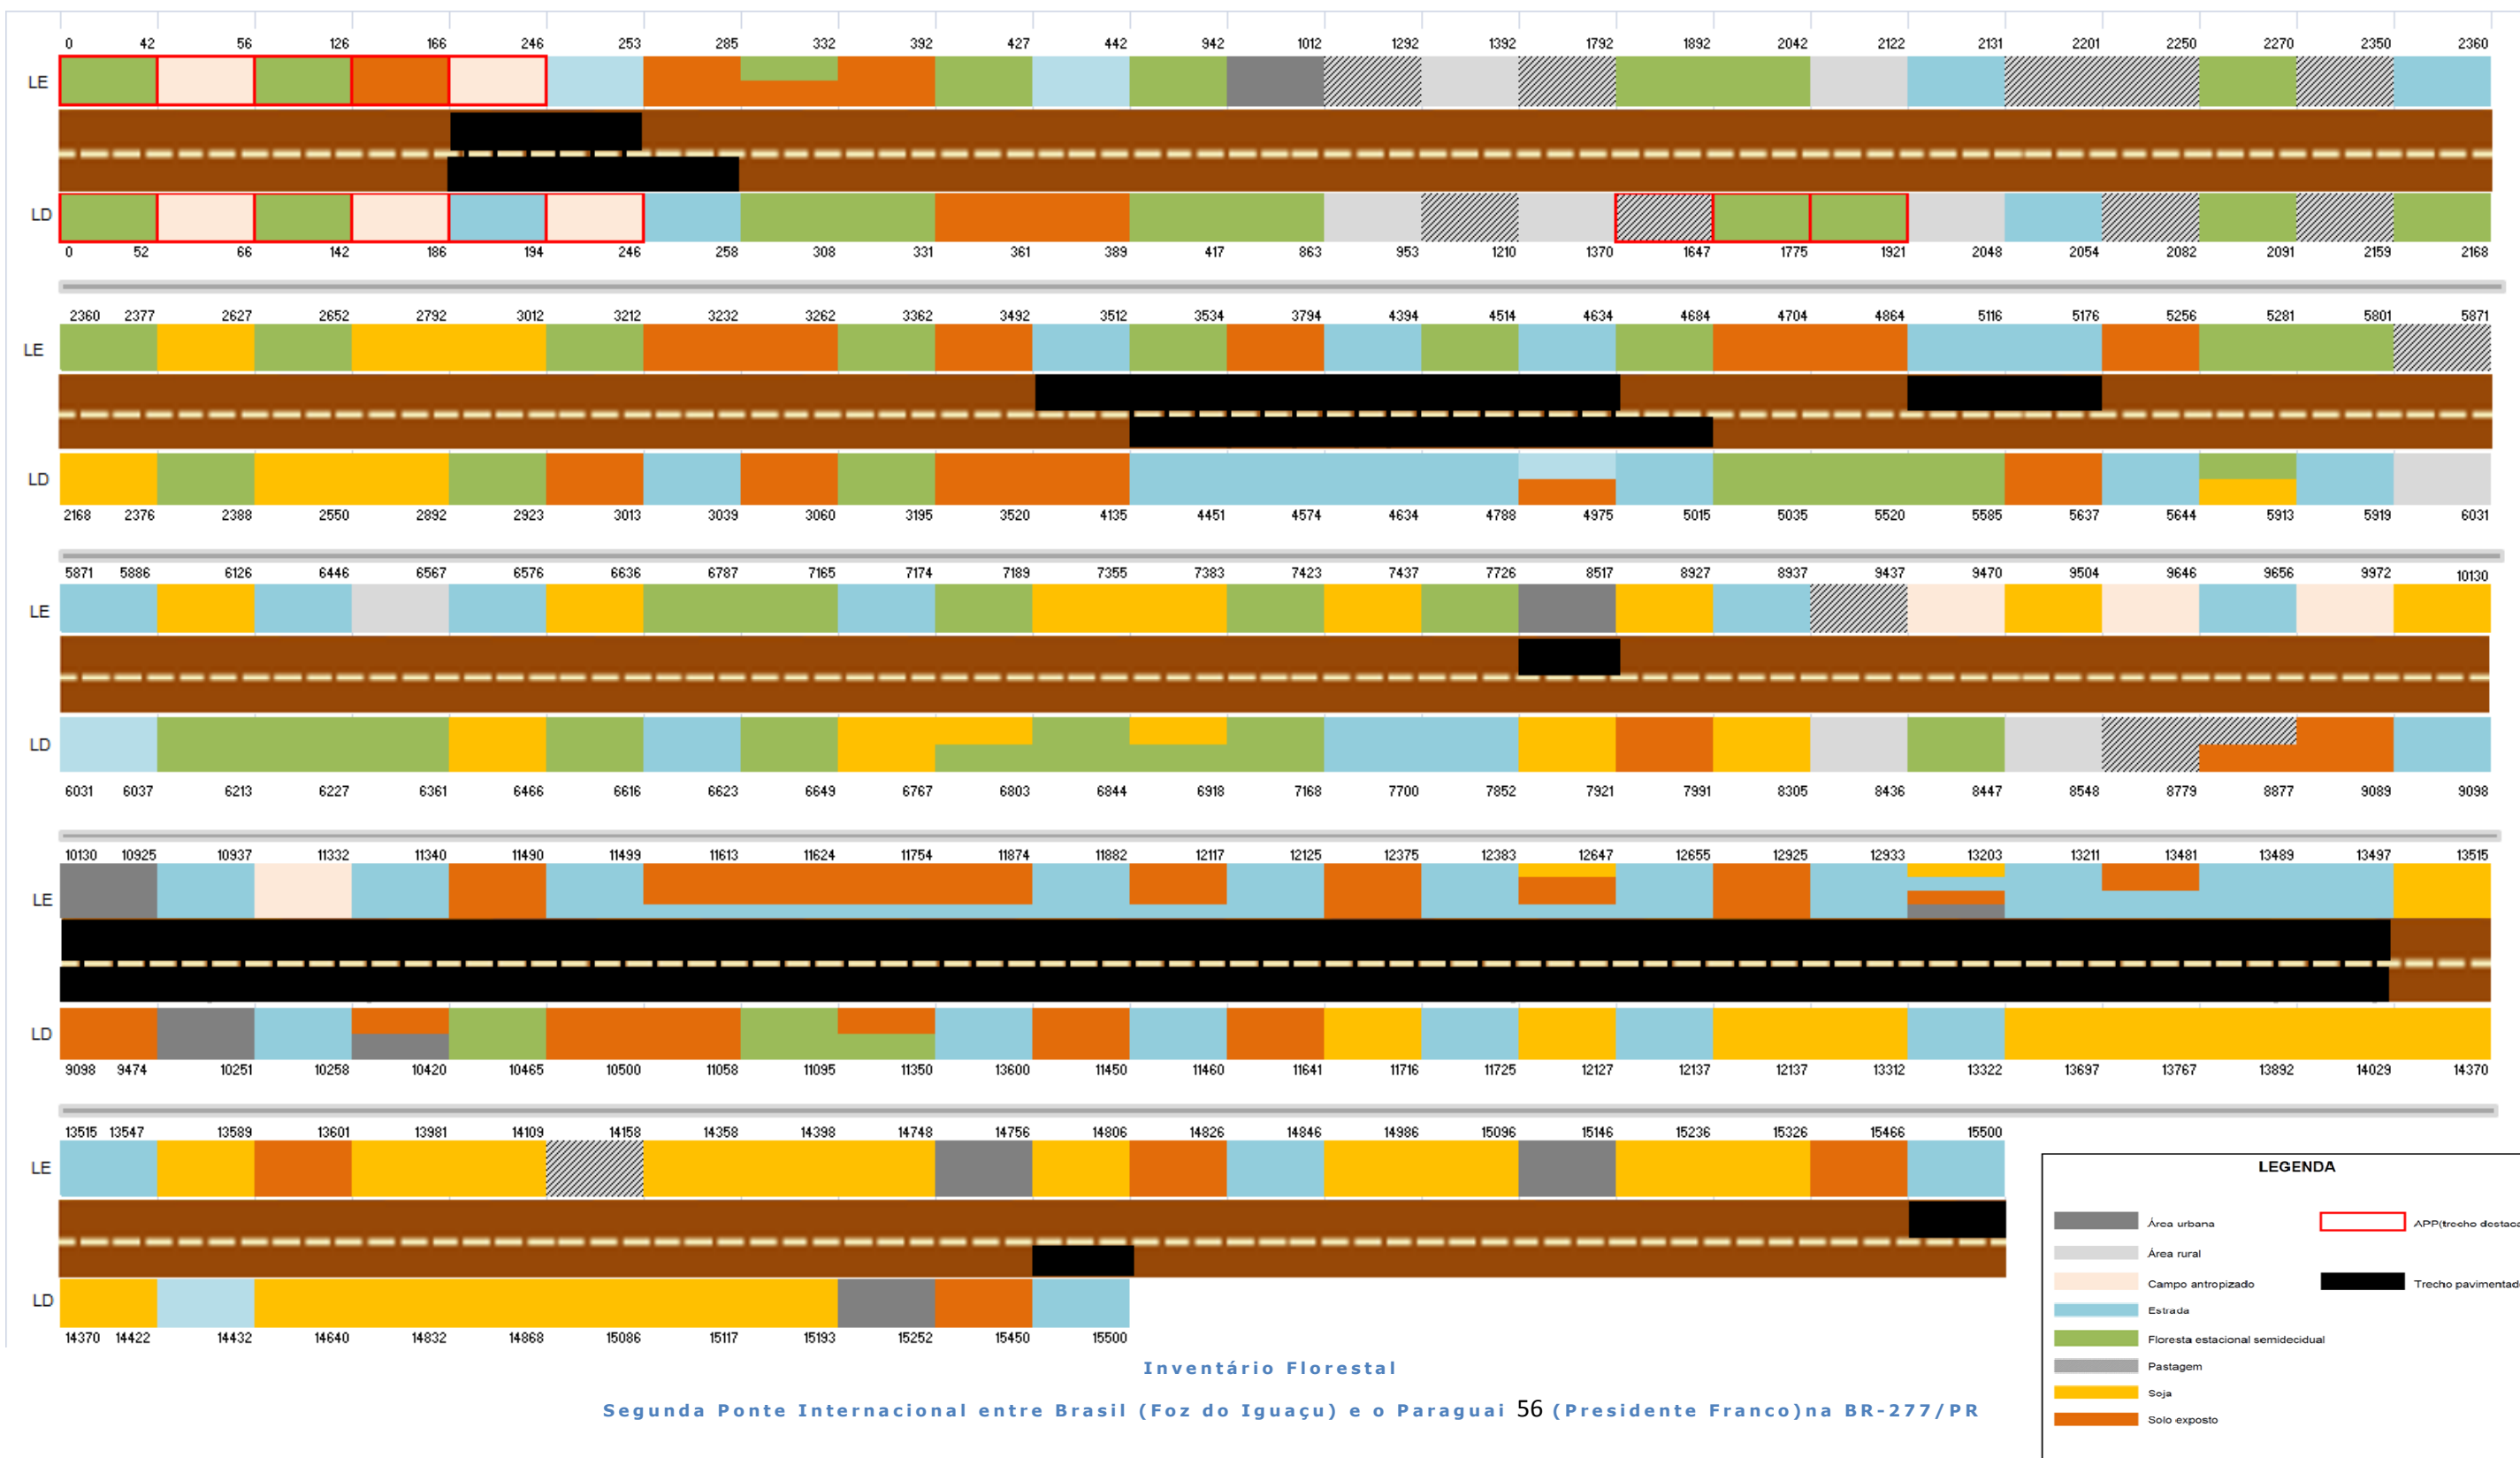 0 42 56 126 166 246 253 285 332 392 427 442 942 1012 1292 1392 1792 1892 2042 2122 2131 2201 2250 2270 2350 2360
LE
LD
0 52 66 142 186 194 246 258 308 331 361 389 417 863 953 1210 1370 1647 1775 1921 2048 2054 2082 2091 2159 2168
2360 2377 2627 2652 2792 3012 3212 3232 3262 3362 3492 3512 3534 3794 4394 4514 4634 4684 4704 4864 5116 5176 5256 5281 5801 5871
LE
LD
2168 2376 2388 2550 2892 2923 3013 3039 3060 3195 3520 4135 4451 4574 4634 4788 4975 5015 5035 5520 5585 5637 5644 5913 5919 6031
5871 5886 6126 6446 6567 6576 6636 6787 7165 7174 7189 7355 7383 7423 7437 7726 8517 8927 8937 9437 9470 9504 9646 9656 9972 10130
LE
LD
6031 6037 6213 6227 6361 6466 6616 6623 6649 6767 6803 6844 6918 7168 7700 7852 7921 7991 8305 8436 8447 8548 8779 8877 9089 9098
10130 10925 10937 11332 11340 11490 11499 11613 11624 11754 11874 11882 12117 12125 12375 12383 12647 12655 12925 12933 13203 13211 13481 13489 13497 13515
LE
LD
9098 9474 10251 10258 10420 10465 10500 11058 11095 11350 13600 11450 11460 11641 11716 11725 12127 12137 12137 13312 13322 13697 13767 13892 14029 14370
13515 13547 13589 13601 13981 14109 14158 14358 14398 14748 14756 14806 14826 14846 14986 15096 15146 15236 15326 15466 15500
LE
LD
14370 14422 14432 14640 14832 14868 15086 15117 15193 15252 15450 15500
LEGENDA
Área urbana
APP(trecho destaca
Área rural
Campo antropizado
Trecho pavimentad
Estrada
Floresta estacional semidecidual
Pastagem
Soja
Solo exposto
Inventário Florestal
Segunda Ponte Internacional entre Brasil (Foz do Iguaçu) e o Paraguai 56 (Presidente Franco)na BR-277/PR